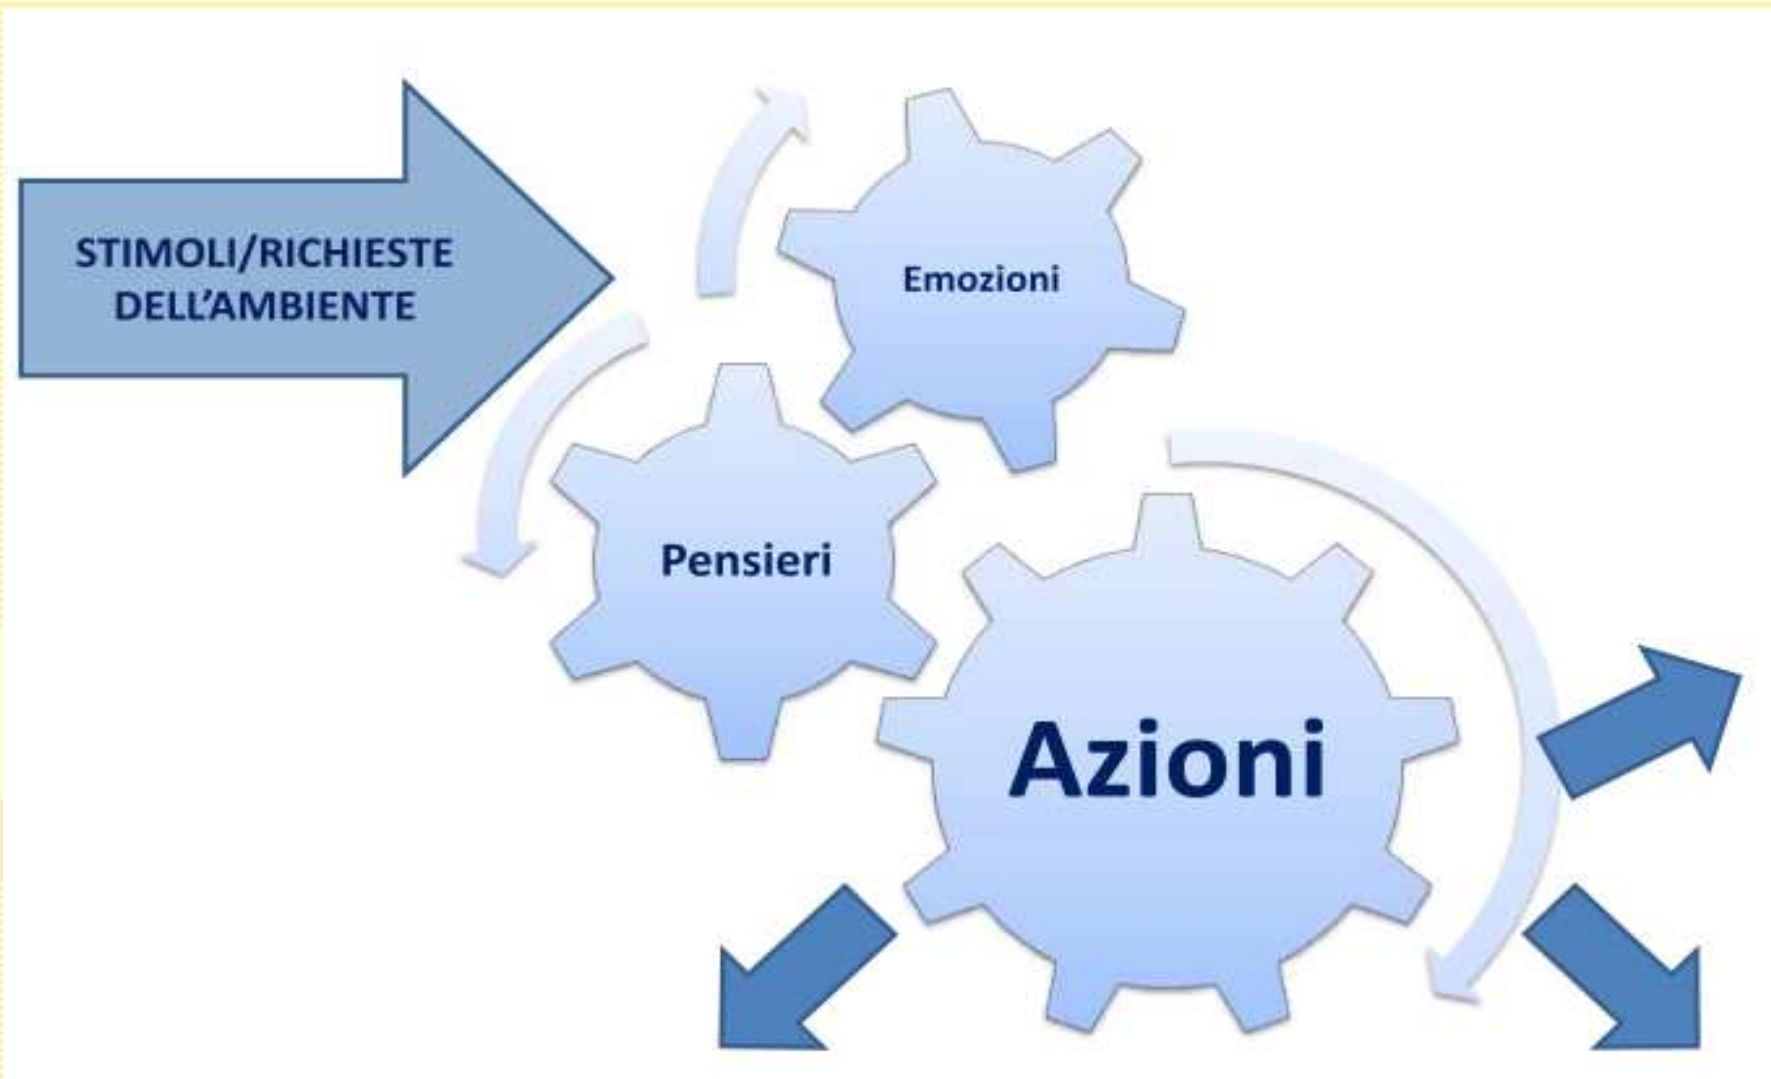 STIMOLI/RICHIESTE
DELL'AMBIENTE
Emozioni
Pensieri
Azioni